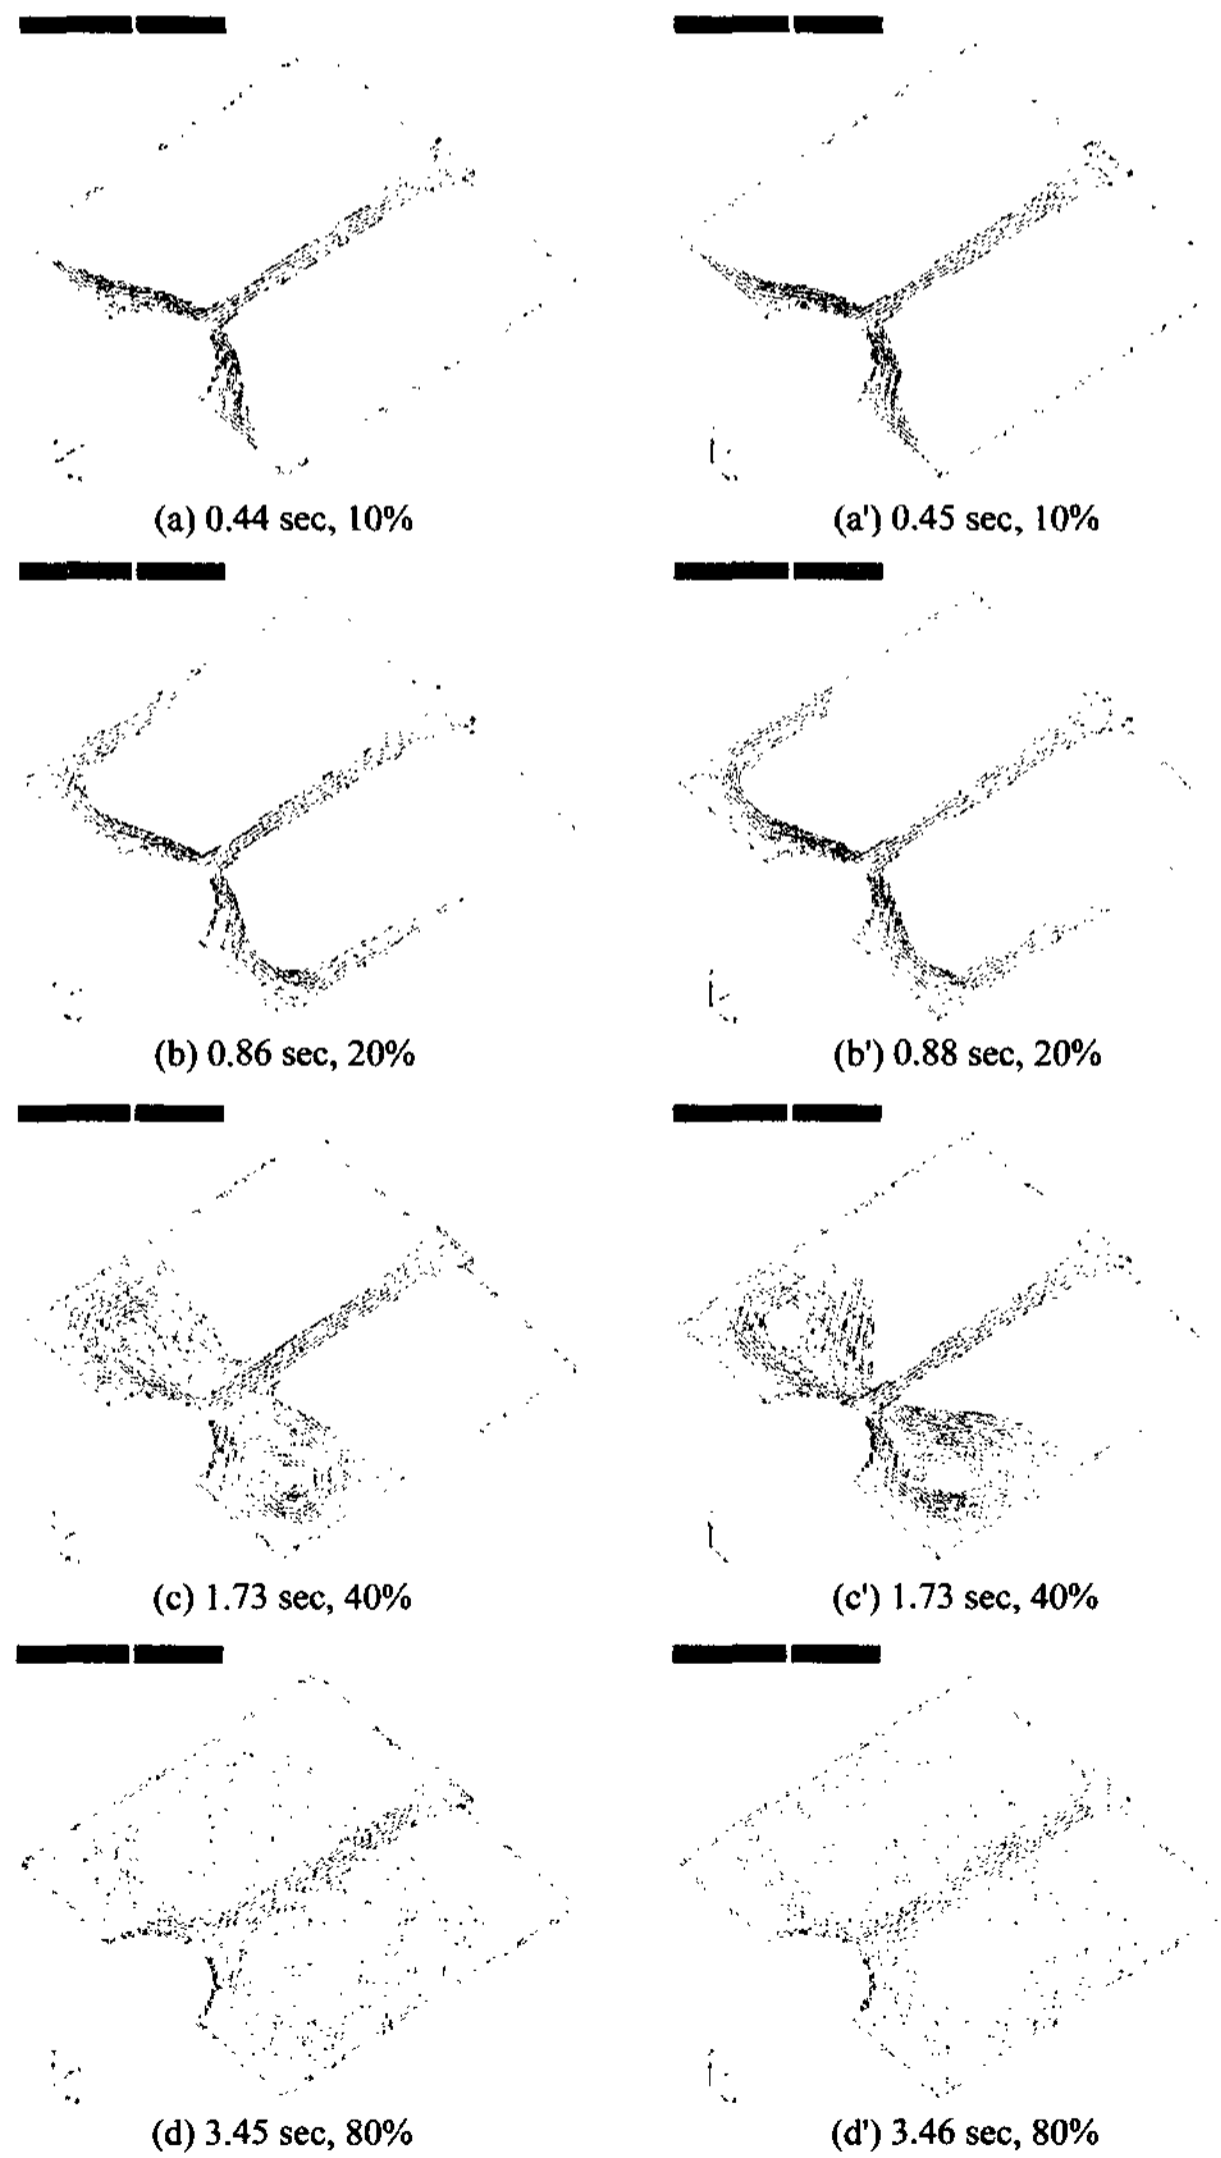 (a) 0.44 sec, 10%
(a') 0.45 sec, 10%
(b) 0.86 sec, 20%
(b') 0.88 sec, 20%
(c) 1.73 sec, 40%
(c') 1.73 sec, 40%
(d) 3.45 sec, 80%
(d') 3.46 sec, 80%